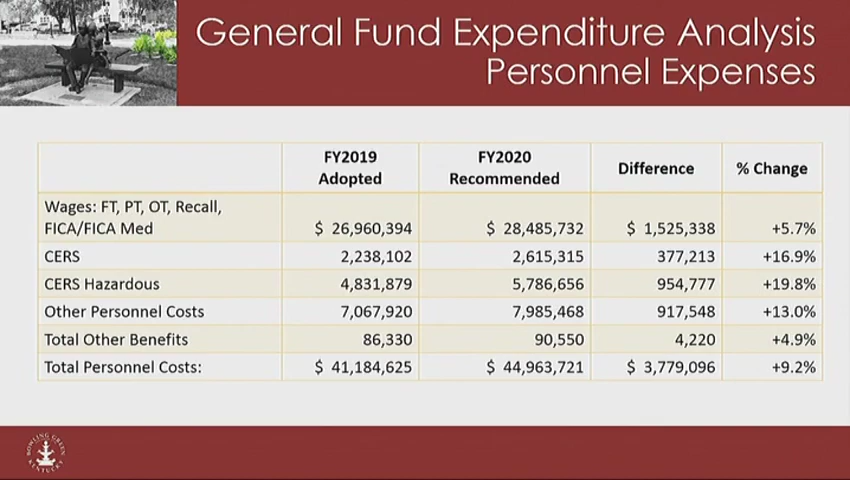 General Fund Expenditure Analysis
Personnel Expenses
FY2019 Adopted FY2020 Recommended Difference % Change
Wages: FT, PT, OT, Recall,
FICA/FICA Med $ 26,960,394 $ 28,485,732 $ 1,525,338 +5.7%
CERS 2,238,102 2,615,315 377,213 +16.9%
CERS Hazardous 4,831,879 5,786,656 954,777 +19.8%
Other Personnel Costs 7,067,920 7,985,468 917,548 +13.0%
Total Other Benefits 86,330 90,550 4,220 +4.9%
Total Personnel Costs: $ 41,184,625 $ 44,963,721 $ 3,779,096 +9.2%
BOWLING GREEN
KENTUCKY